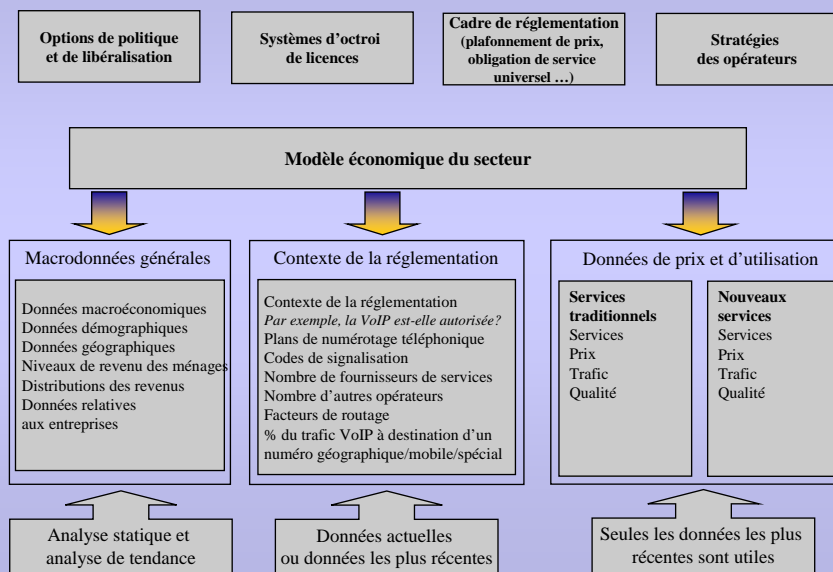 Options de politique
et de libéralisation
Systèmes d'octroi
de licences
Cadre de réglementation
(plafonnement de prix,
obligation de service
universel …)
Stratégies
des opérateurs
Modèle économique du secteur
Macrodonnées générales
Données macroéconomiques
Données démographiques
Données géographiques
Niveaux de revenu des ménages
Distributions des revenus
Données relatives
aux entreprises
Contexte de la réglementation
Contexte de la réglementation
Par exemple, la VoIP est-elle autorisée?
Plans de numérotage téléphonique
Codes de signalisation
Nombre de fournisseurs de services
Nombre d'autres opérateurs
Facteurs de routage
% du trafic VoIP à destination d'un
numéro géographique/mobile/spécial
Données de prix et d'utilisation
Services
traditionnels
Services
Prix
Trafic
Qualité
Nouveaux
services
Services
Prix
Trafic
Qualité
Analyse statique et
analyse de tendance
Données actuelles
ou données les plus récentes
Seules les données les plus
récentes sont utiles